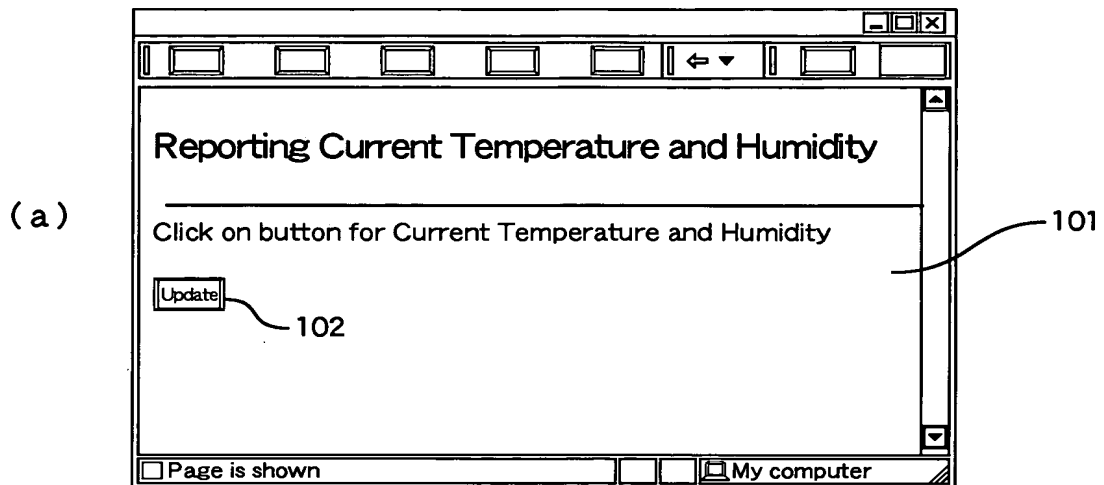 Reporting Current Temperature and Humidity
(a)
Click on button for Current Temperature and Humidity
101
Update
102
Page is shown
My computer